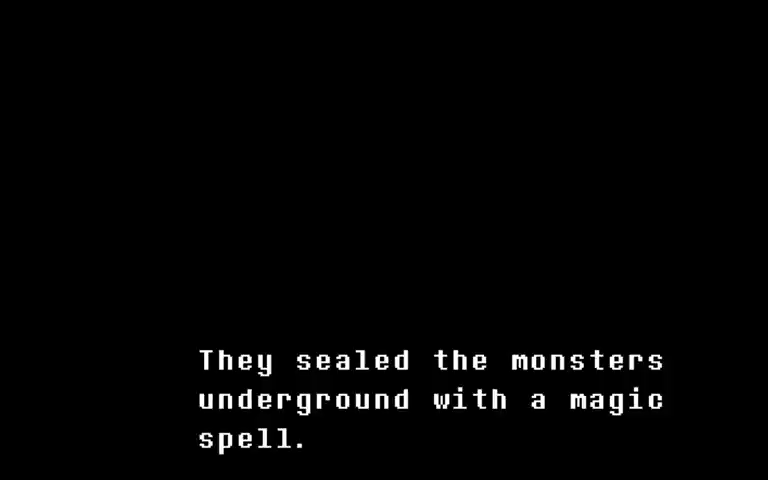 They sealed the monsters
underground with a magic
spell.